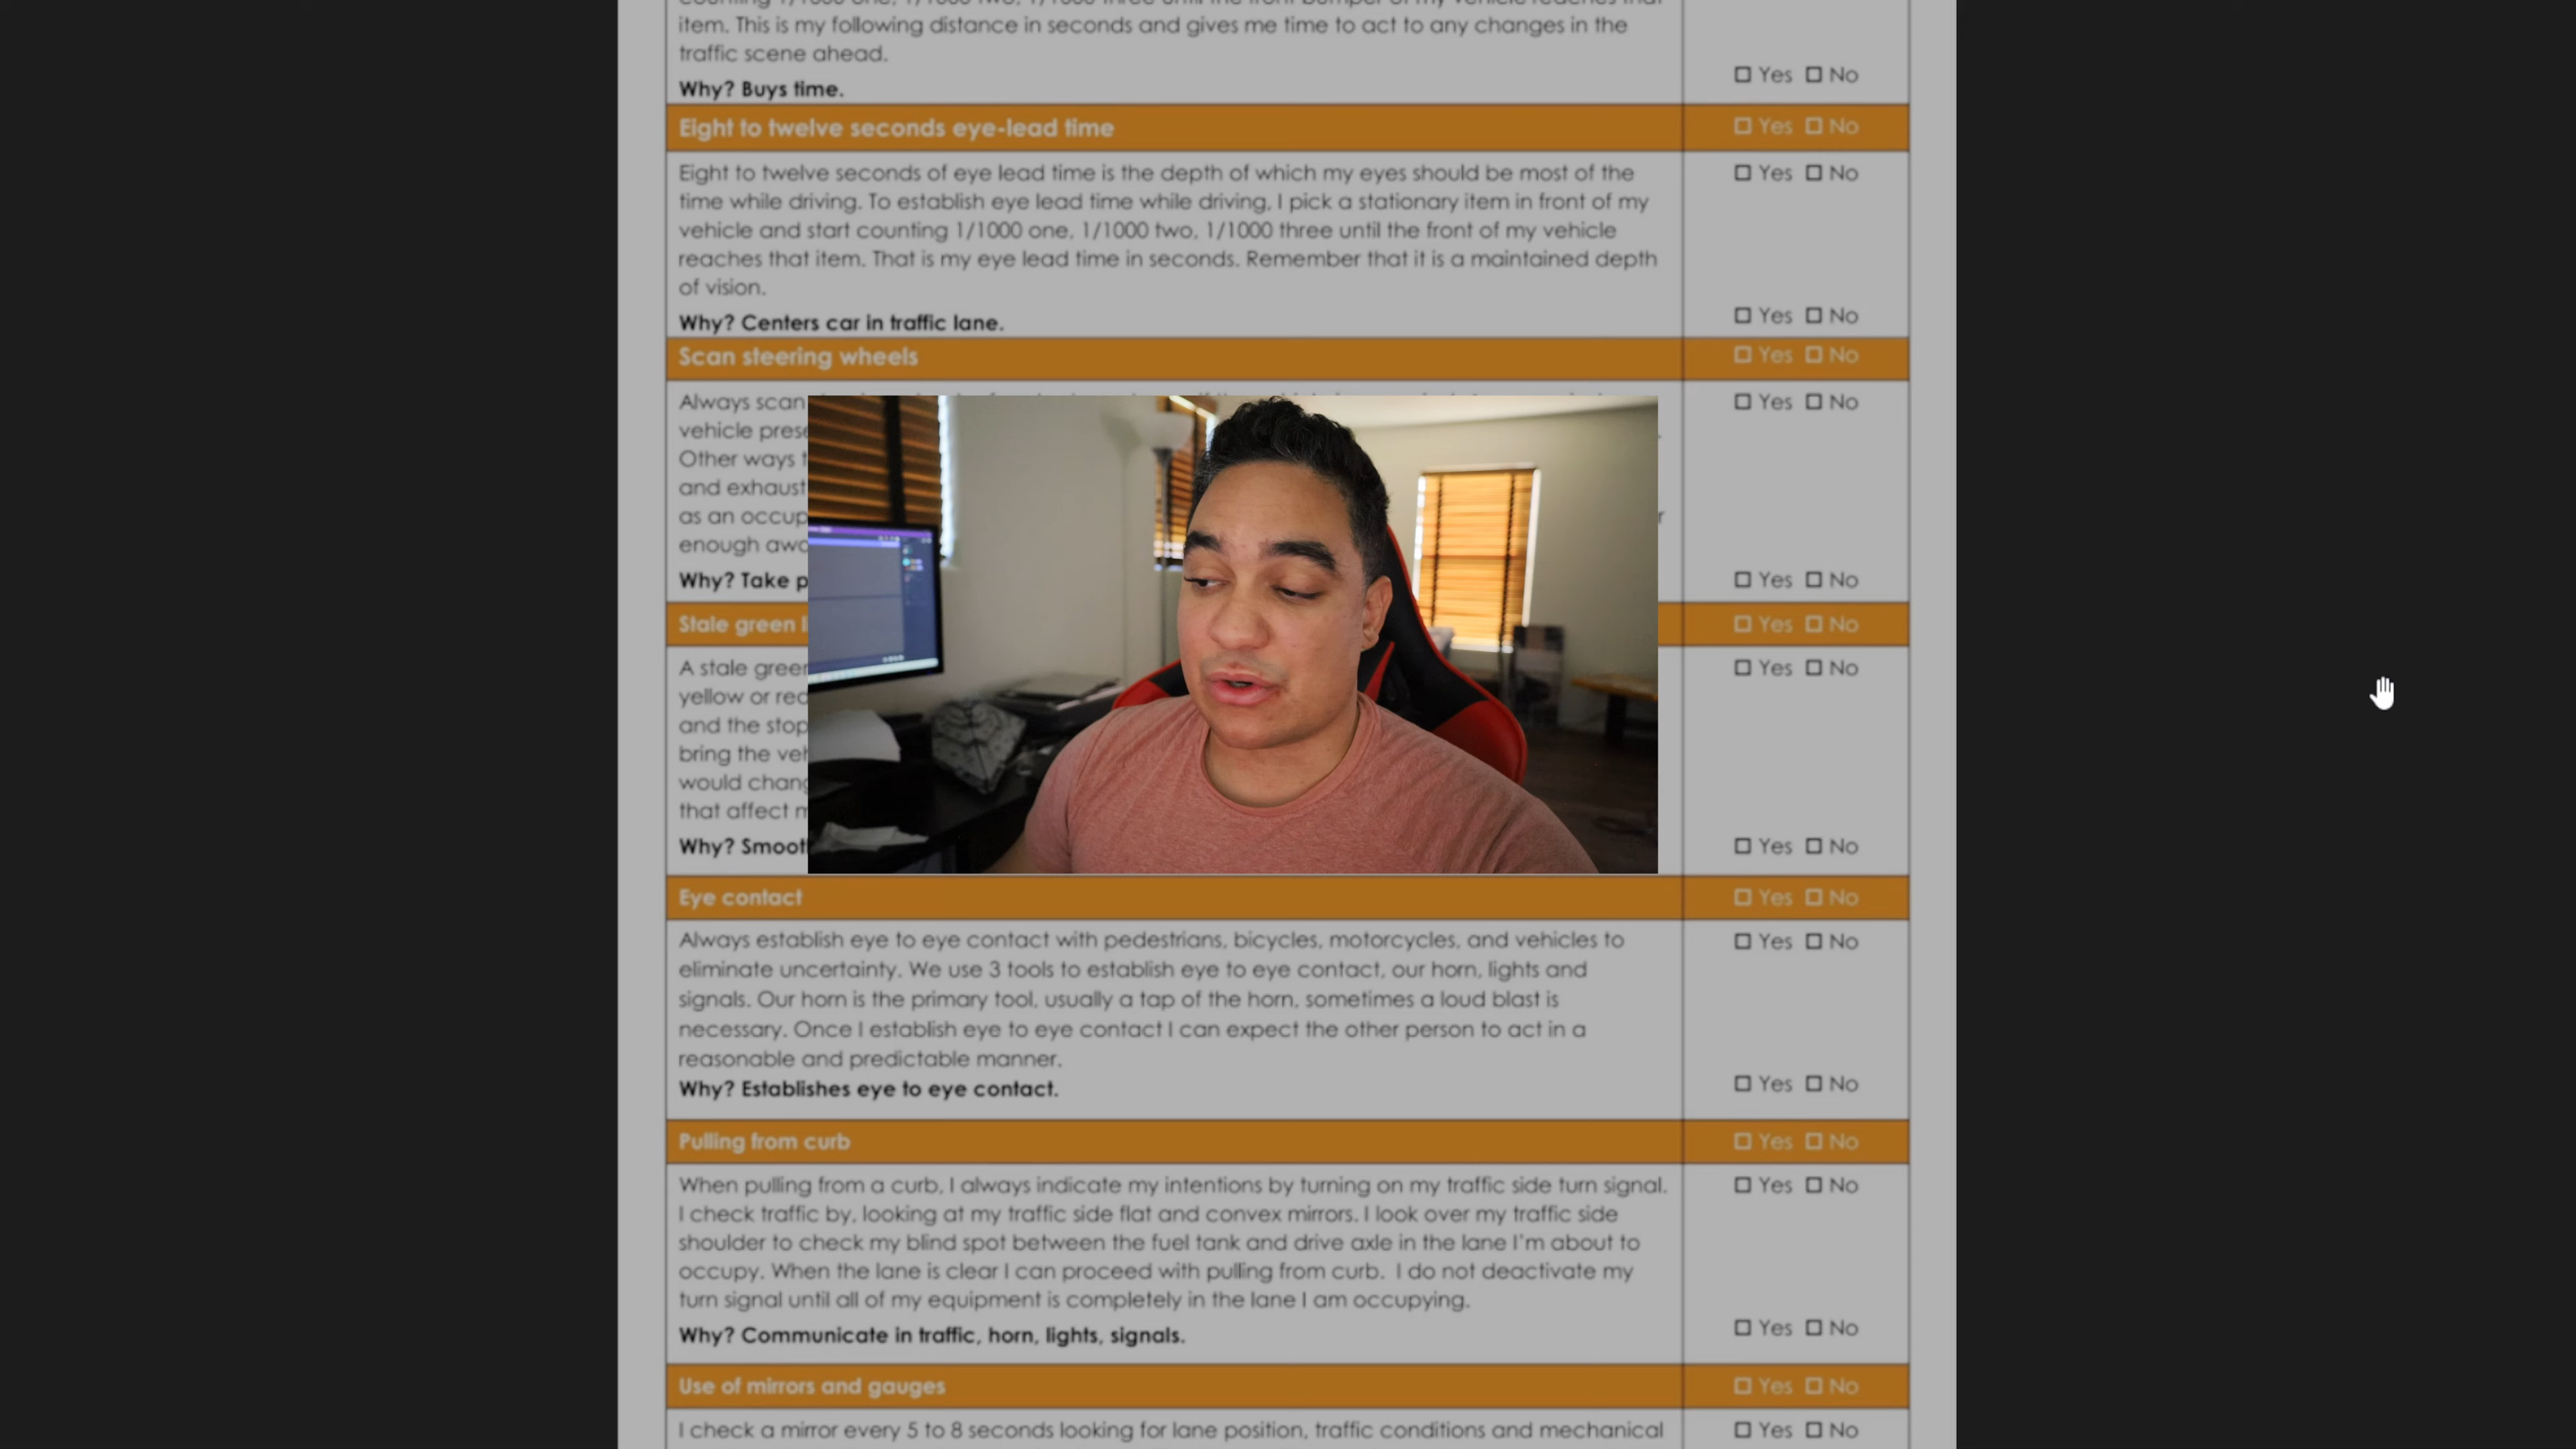 item. This is my following distance in seconds and gives me time to act to any changes in the
traffic scene ahead.
Why? Buys time.
☐ Yes ☐ No
Eight to twelve seconds eye-lead time
☐ Yes ☐ No
Eight to twelve seconds of eye lead time is the depth of which my eyes should be most of the
time while driving. To establish eye lead time while driving, I pick a stationary item in front of my
vehicle and start counting 1/1000 one, 1/1000 two, 1/1000 three until the front of my vehicle
reaches that item. That is my eye lead time in seconds. Remember that it is a maintained depth
of vision.
☐ Yes ☐ No
Why? Centers car in traffic lane.
☐ Yes ☐ No
Scan steering wheels
☐ Yes ☐ No
Always scan
☐ Yes ☐ No
vehicle
Other ways
and exhaust
as an
enough
Why? Take
☐ Yes ☐ No
Stale green
☐ Yes ☐ No
A stale
☐ Yes ☐ No
yellow or
and the stop
bring the
would
that affect
Why?
☐ Yes ☐ No
Eye contact
☐ Yes ☐ No
Always establish eye to eye contact with pedestrians, bicycles, motorcycles, and vehicles to
eliminate uncertainty. We use 3 tools to establish eye to eye contact, our horn, lights and
signals. Our horn is the primary tool, usually a tap of the horn, sometimes a loud blast is
necessary. Once I establish eye to eye contact I can expect the other person to act in a
reasonable and predictable manner.
☐ Yes ☐ No
Why? Establishes eye to eye contact.
☐ Yes ☐ No
Pulling from curb
☐ Yes ☐ No
When pulling from a curb, I always indicate my intentions by turning on my traffic side turn signal.
I check traffic by, looking at my traffic side flat and convex mirrors. I look over my traffic side
shoulder to check my blind spot between the fuel tank and drive axle in the lane I'm about to
occupy. When the lane is clear I can proceed with pulling from curb. I do not deactivate my
turn signal until all of my equipment is completely in the lane I am occupying.
☐ Yes ☐ No
Why? Communicate in traffic, horn, lights, signals.
☐ Yes ☐ No
Use of mirrors and gauges
☐ Yes ☐ No
I check a mirror every 5 to 8 seconds looking for lane position, traffic conditions and mechanical
☐ Yes ☐ No